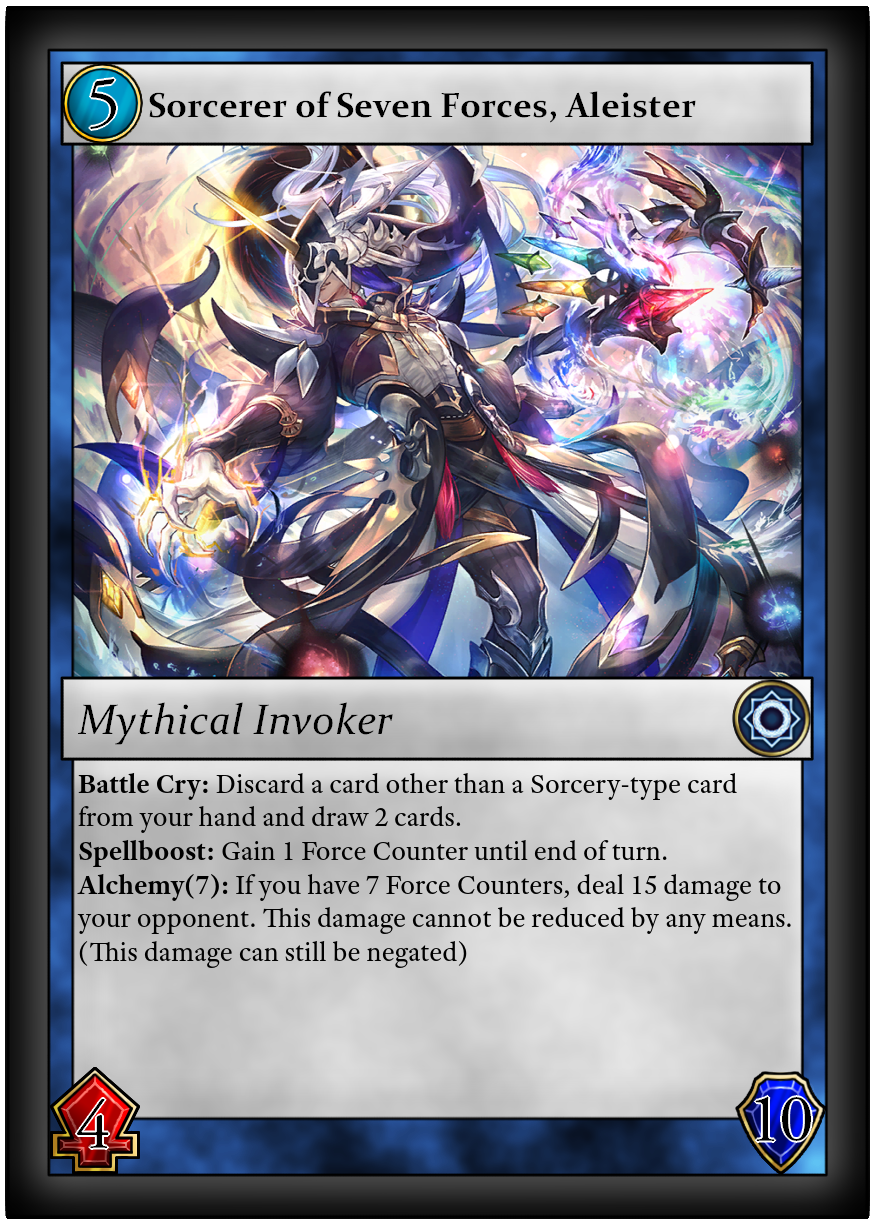 5
Sorcerer of Seven Forces, Aleister
Mythical Invoker
Battle Cry: Discard a card other than a Sorcery-type card
from your hand and draw 2 cards.
Spellboost: Gain 1 Force Counter until end of turn.
Alchemy(7): If you have 7 Force Counters, deal 15 damage to
your opponent. This damage cannot be reduced by any means.
(This damage can still be negated)
4
10